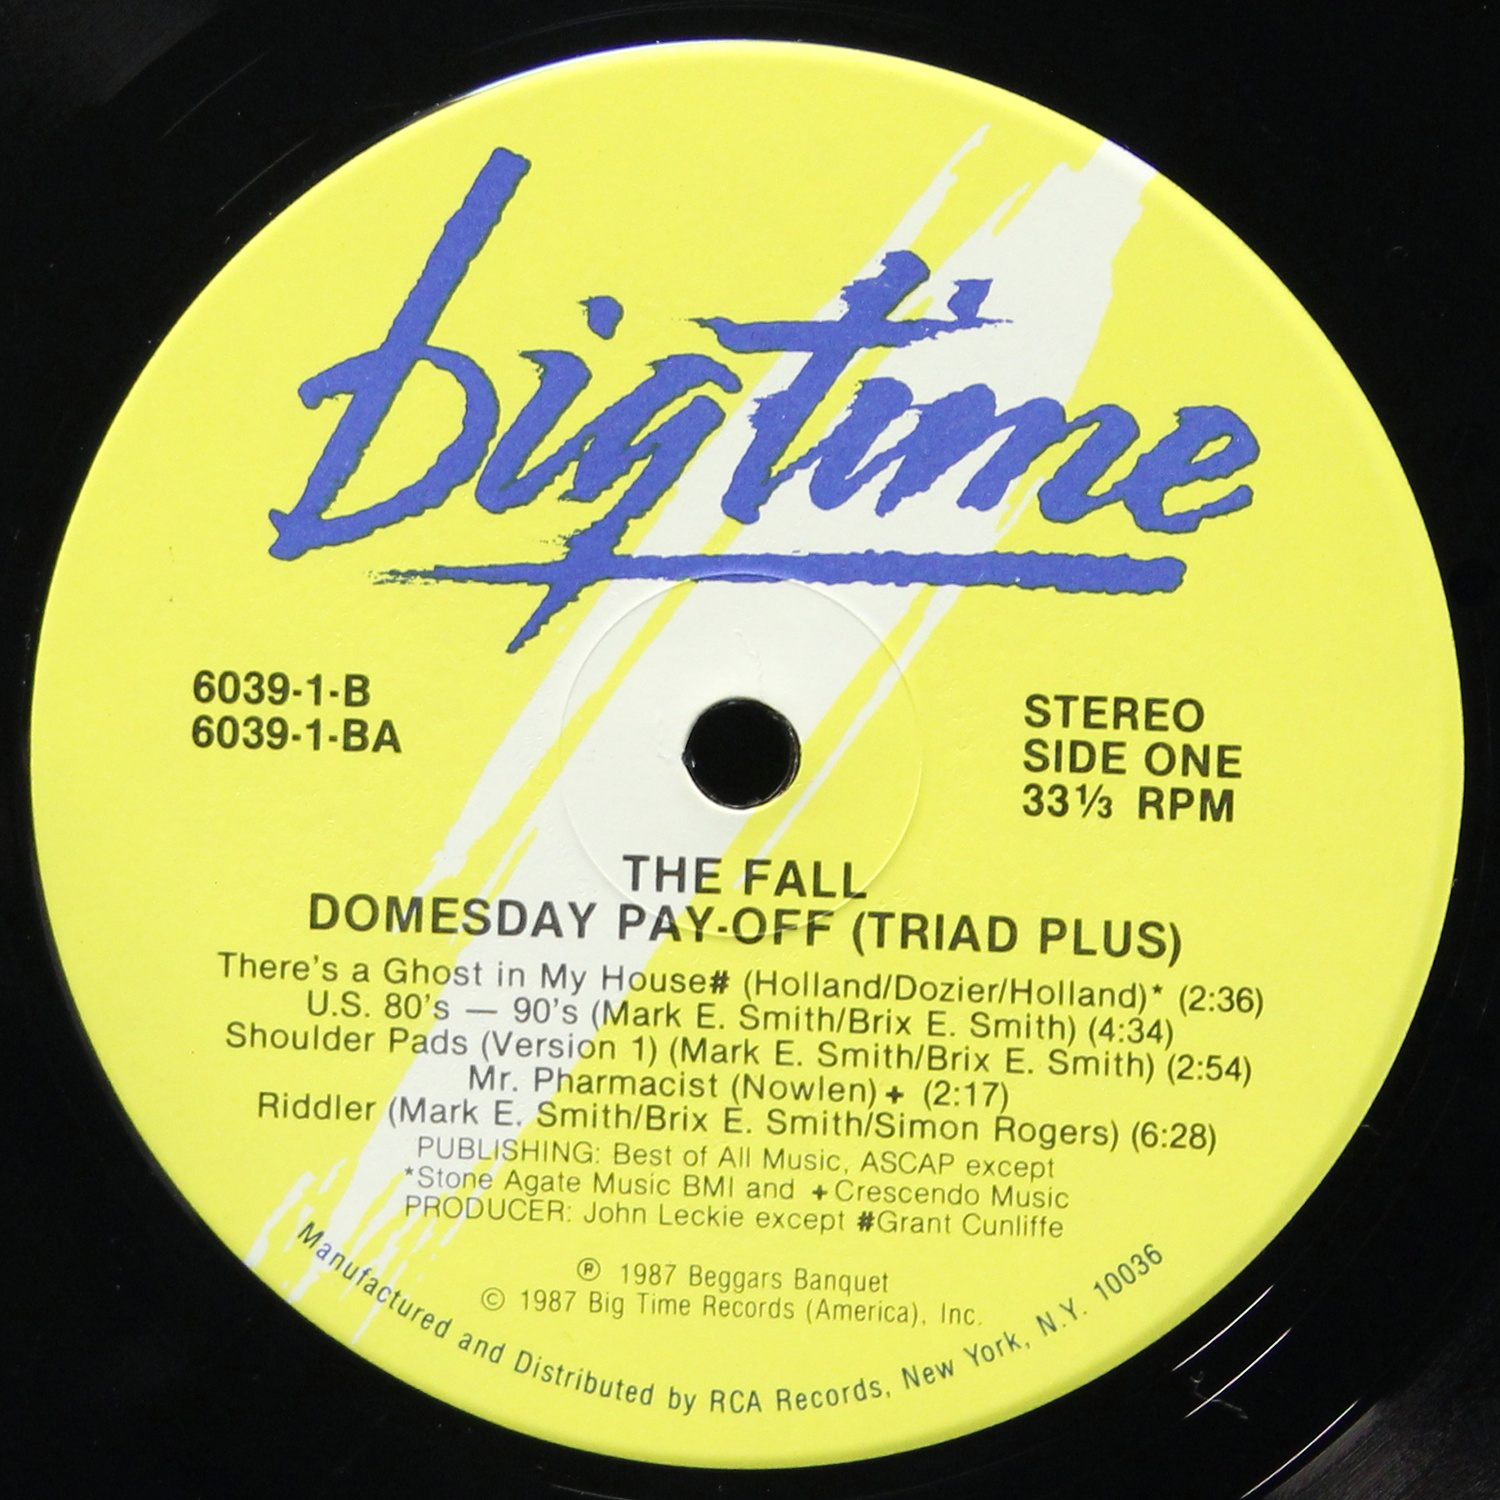 big time
6039-1-B
6039-1-BA
STEREO
SIDE ONE
33⅓ RPM
THE FALL
DOMESDAY PAY-OFF (TRIAD PLUS)
There's a Ghost in My House# (Holland/Dozier/Holland)* (2:36)
U.S. 80's — 90's (Mark E. Smith/Brix E. Smith) (4:34)
Shoulder Pads (Version 1) (Mark E. Smith/Brix E. Smith) (2:54)
Mr. Pharmacist (Nowlen)+ (2:17)
Riddler (Mark E. Smith/Brix E. Smith/Simon Rogers) (6:28)
PUBLISHING: Best of All Music, ASCAP except
*Stone Agate Music BMI and +Crescendo Music
PRODUCER: John Leckie except #Grant Cunliffe
℗ 1987 Beggars Banquet
© 1987 Big Time Records (America), Inc.
Manufactured and Distributed by RCA Records, New York, N.Y. 10036